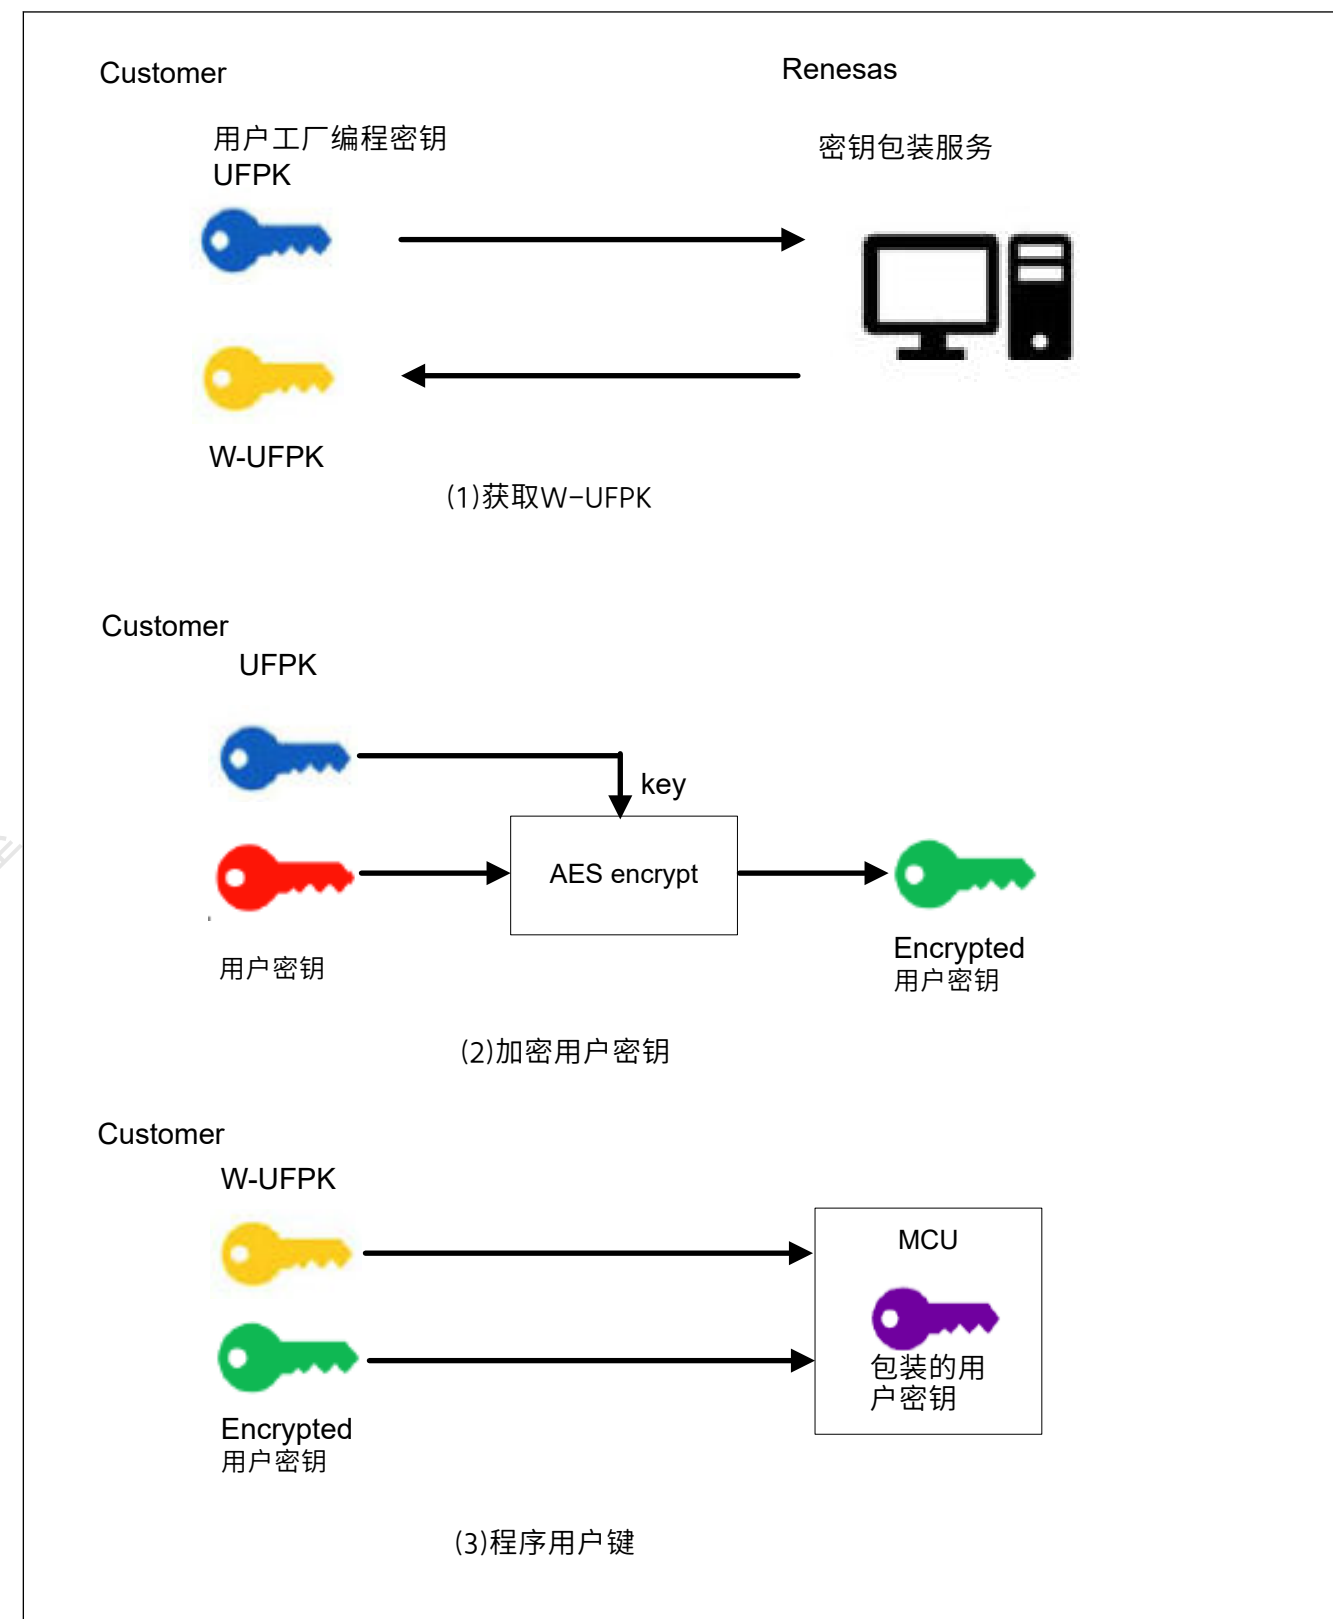 Customer
Renesas
用户工厂编程密钥
UFPK
密钥包装服务
W-UFPK
(1)获取W-UFPK
Customer
UFPK
key
AES encrypt
用户密钥
Encrypted
用户密钥
(2)加密用户密钥
Customer
W-UFPK
MCU
包装的用
户密钥
Encrypted
用户密钥
(3)程序用户键